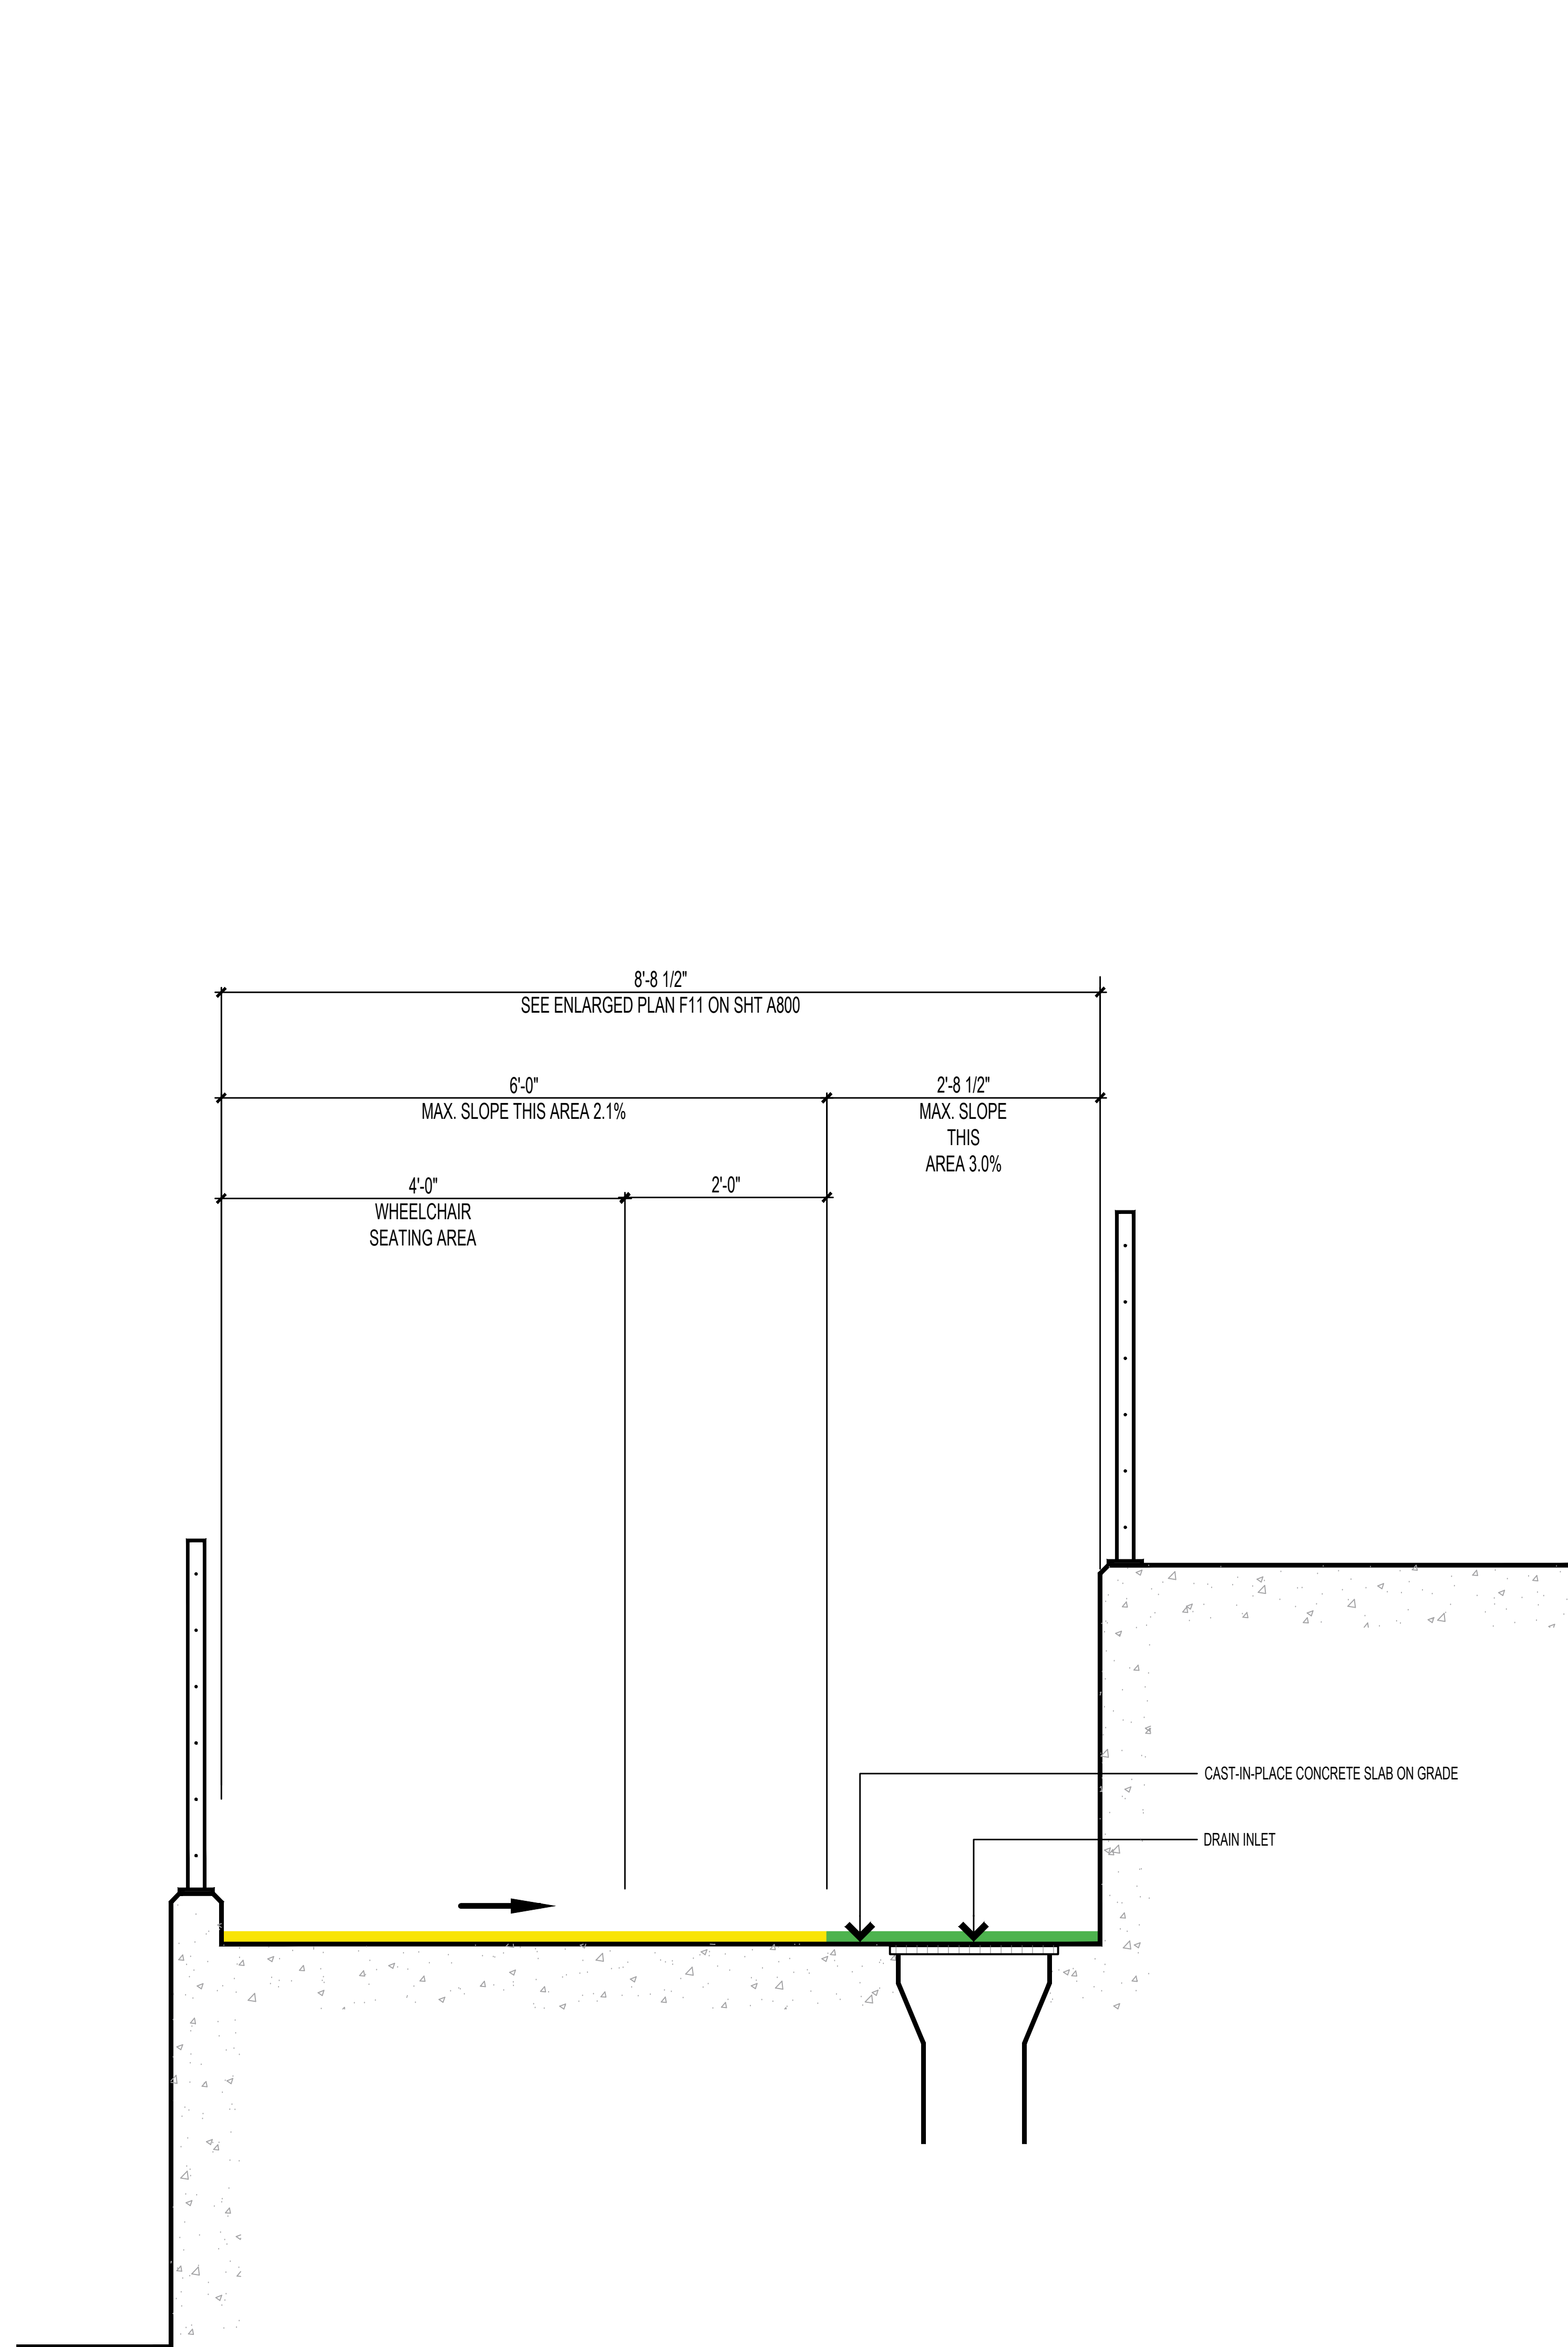 8'-8 1/2"
SEE ENLARGED PLAN F11 ON SHT A800
6'-0"
MAX. SLOPE THIS AREA 2.1%
2'-8 1/2"
MAX. SLOPE
THIS
AREA 3.0%
4'-0"
WHEELCHAIR
SEATING AREA
2'-0"
CAST-IN-PLACE CONCRETE SLAB ON GRADE
DRAIN INLET